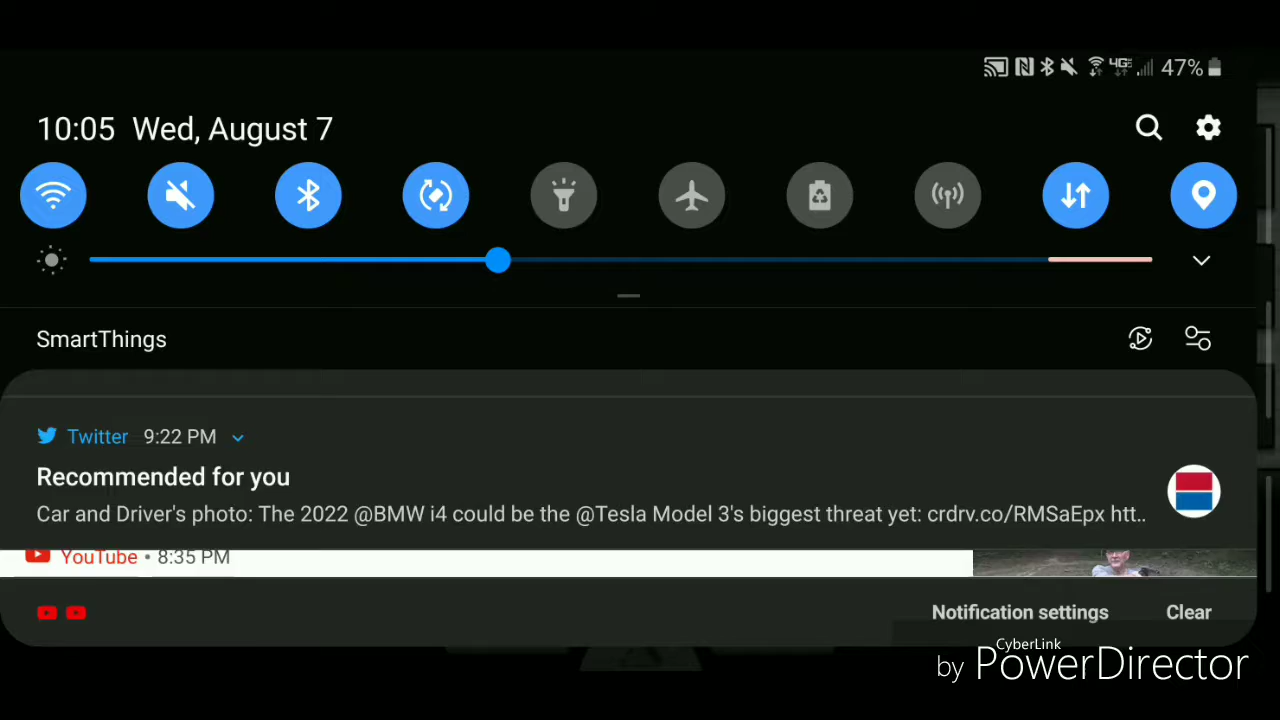 4GE 47%
10:05 Wed, August 7
SmartThings
Twitter 9:22 PM
Recommended for you
Car and Driver's photo: The 2022 @BMW i4 could be the @Tesla Model 3's biggest threat yet: crdrv.co/RMSaEpx htt..
YouTube • 8:35 PM
Notification settings Clear
CyberLink
by PowerDirector